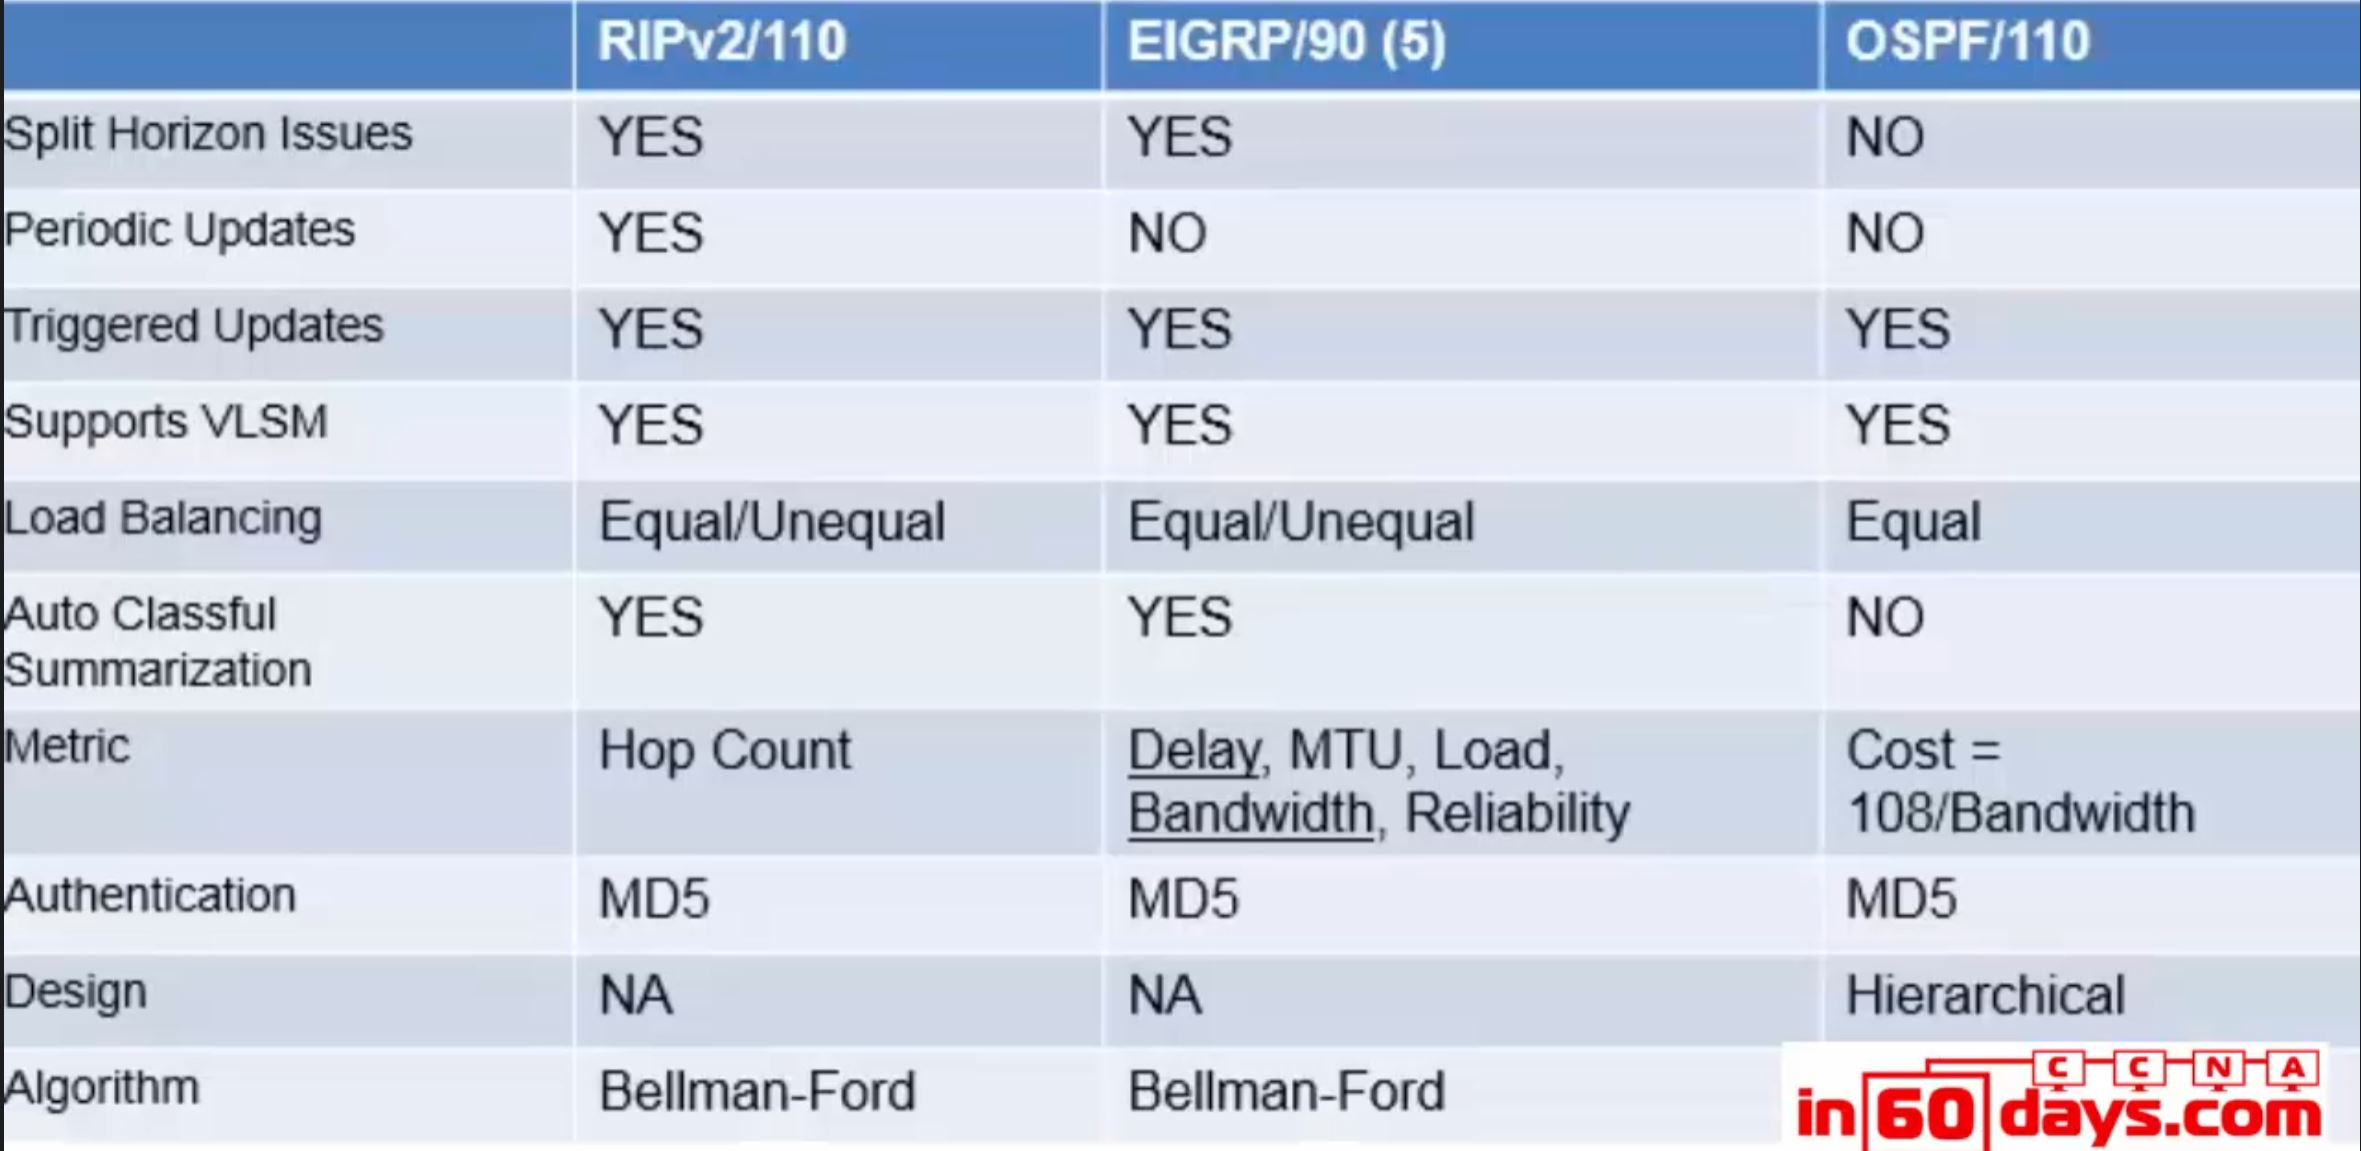 RIPv2/110 EIGRP/90 (5) OSPF/110
Split Horizon Issues YES YES NO
Periodic Updates YES NO NO
Triggered Updates YES YES YES
Supports VLSM YES YES YES
Load Balancing Equal/Unequal Equal/Unequal Equal
Auto Classful YES YES NO
Summarization
Metric Hop Count Delay, MTU, Load, Cost =
Bandwidth, Reliability 108/Bandwidth
Authentication MD5 MD5 MD5
Design NA NA Hierarchical
Algorithm Bellman-Ford Bellman-Ford
C C N A
in 60 days.com